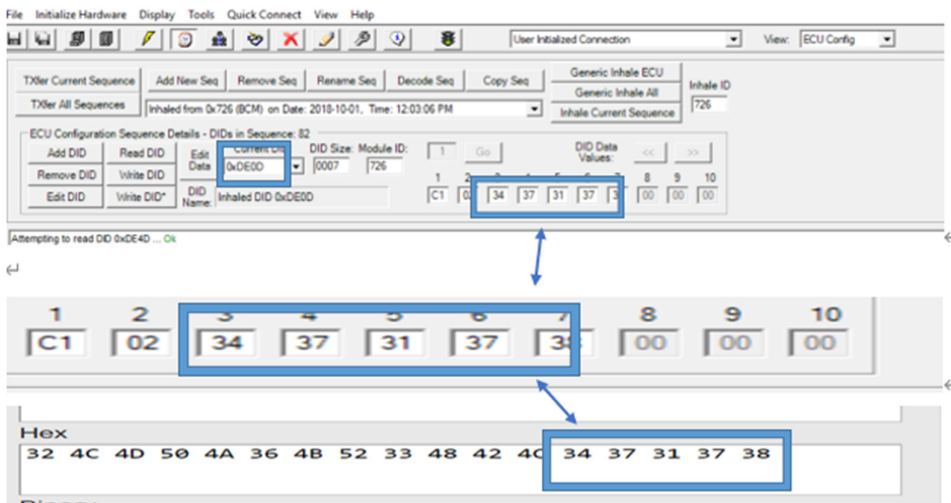 File Initialize Hardware Display Tools Quick Connect View Help
User Initialized Connection View: ECU Config
TXfer Current Sequence Add New Seq Remove Seq Rename Seq Decode Seq Copy Seq Generic Inhale ECU Inhale ID
TXfer All Sequences Inhaled from 0x726 (BCM) on Date: 2018-10-01, Time: 12:03:06 PM Generic Inhale All 726
Inhale Current Sequence
ECU Configuration Sequence Details - DIDs in Sequence: 82
Add DID Read DID Edit Data Current DID DID Size: Module ID: 1 Go DID Data Values: << >>
0xDE0D 0007 726
Remove DID Write DID 1 2 8 9 10
Edit DID Write DID* DID Name: Inhaled DID 0xDE0D C1 34 37 31 37 00 00 00
Attempting to read DID 0xDE4D ... Ok
1 2 3 4 5 6 7 8 9 10
C1 02 34 37 31 37 38 00 00 00
Hex
32 4C 4D 50 4A 36 4B 52 33 48 42 4C 34 37 31 37 38